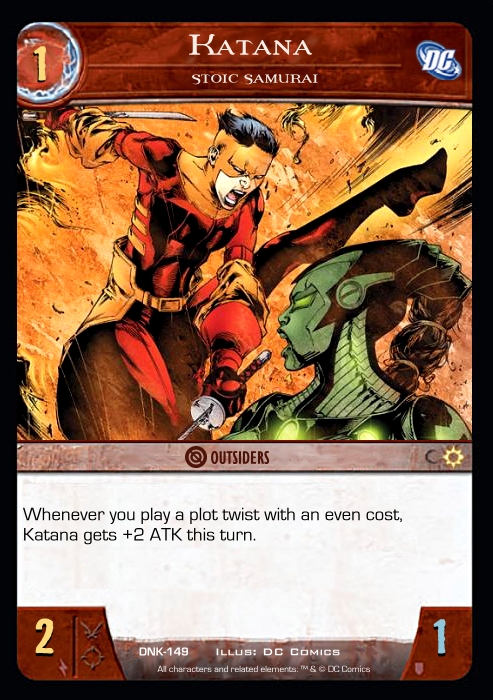 1
KATANA
STOIC SAMURAI
DC
OUTSIDERS
C
Whenever you play a plot twist with an even cost,
Katana gets +2 ATK this turn.
2
1
DNK-149 ILLUS: DC COMICS
All characters and related elements: ™ & © DC Comics